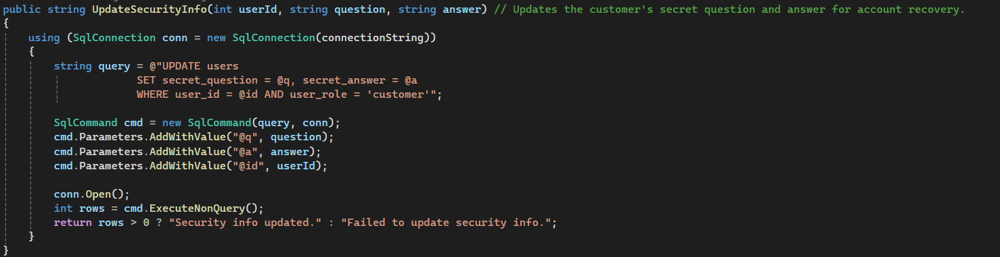 public string UpdateSecurityInfo(int userId, string question, string answer) // Updates the customer's secret question and answer for account recovery.
{
    using (SqlConnection conn = new SqlConnection(connectionString))
    {
        string query = @"UPDATE users
                     SET secret_question = @q, secret_answer = @a
                     WHERE user_id = @id AND user_role = 'customer'";

        SqlCommand cmd = new SqlCommand(query, conn);
        cmd.Parameters.AddWithValue("@q", question);
        cmd.Parameters.AddWithValue("@a", answer);
        cmd.Parameters.AddWithValue("@id", userId);

        conn.Open();
        int rows = cmd.ExecuteNonQuery();
        return rows > 0 ? "Security info updated." : "Failed to update security info.";
    }
}